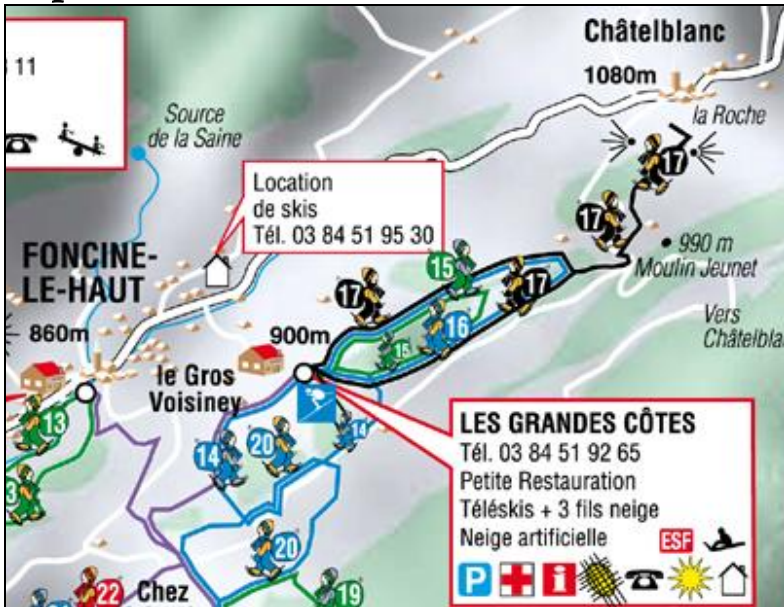 Châtelblanc
1080m
la Roche
11
Source
de la Saine
Location
de skis
Tél. 03 84 51 95 30
17
17
990 m
Moulin Jeunet
FONCINE-
LE-HAUT
860m
15
17
17
16
15
900m
Vers
le Gros
Voisiney
13
14
20
14
LES GRANDES CÔTES
Tél. 03 84 51 92 65
Petite Restauration
Téléskis + 3 fils neige
Neige artificielle
ESF
P
i
3
20
22
Chez
19